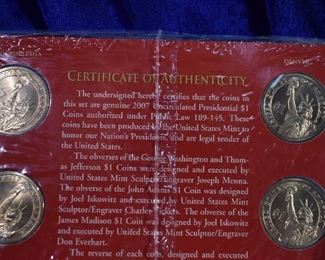 DENVER
CERTIFICATE OF AUTHENTICITY
The undersigned hereby certifies that the coins in
this set are genuine 2007 Uncirculated Presidential $1
Coins authorized under Public Law 109-145. These
coins have been produced by the United States Mint to
honor our Nation's Presidents, and are legal tender
of the United States.
The obverses of the George Washington and Thom-
as Jefferson $1 Coins were designed and executed by
United States Mint Sculptor/Engraver Joseph Menna.
The obverse of the John Adams $1 Coin was designed
by Joel Iskowitz and executed by United States Mint
Sculptor/Engraver Charles Vickers. The obverse of the
James Madison $1 Coin was designed by Joel Iskowitz
and executed by United States Mint Sculptor/Engraver
Don Everhart.
The reverse of each coin, designed and executed